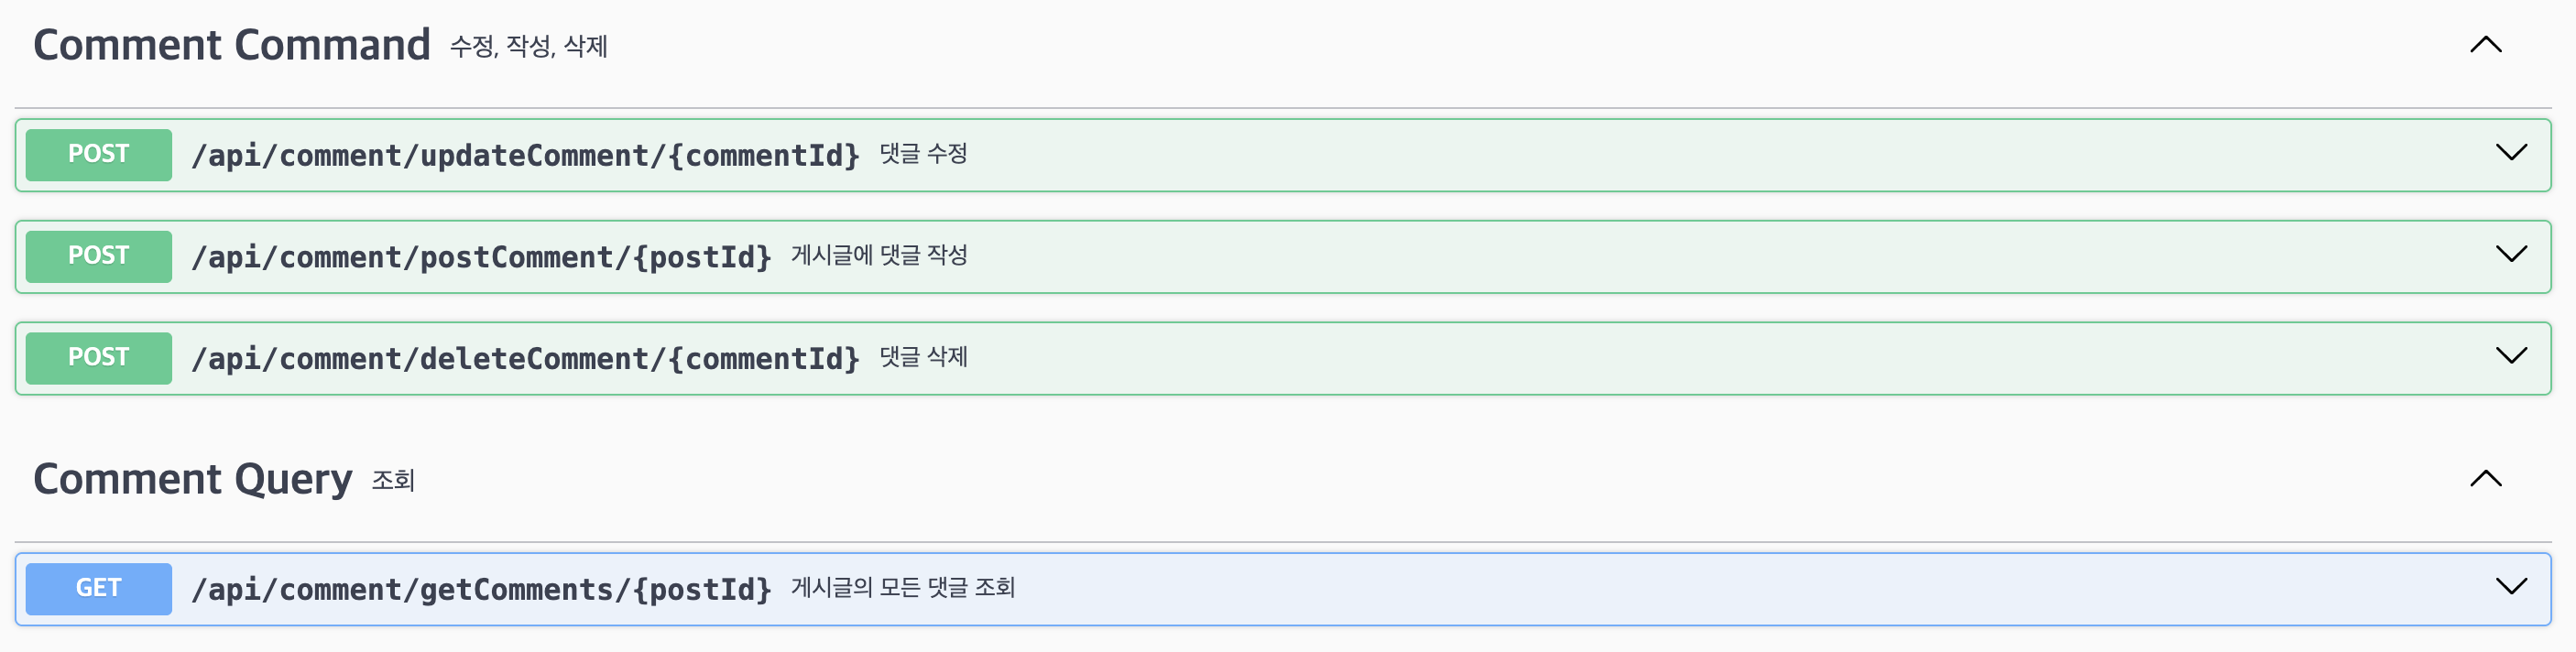 Comment Command 수정, 작성, 삭제
POST /api/comment/updateComment/{commentId} 댓글 수정
POST /api/comment/postComment/{postId} 게시글에 댓글 작성
POST /api/comment/deleteComment/{commentId} 댓글 삭제
Comment Query 조회
GET /api/comment/getComments/{postId} 게시글의 모든 댓글 조회